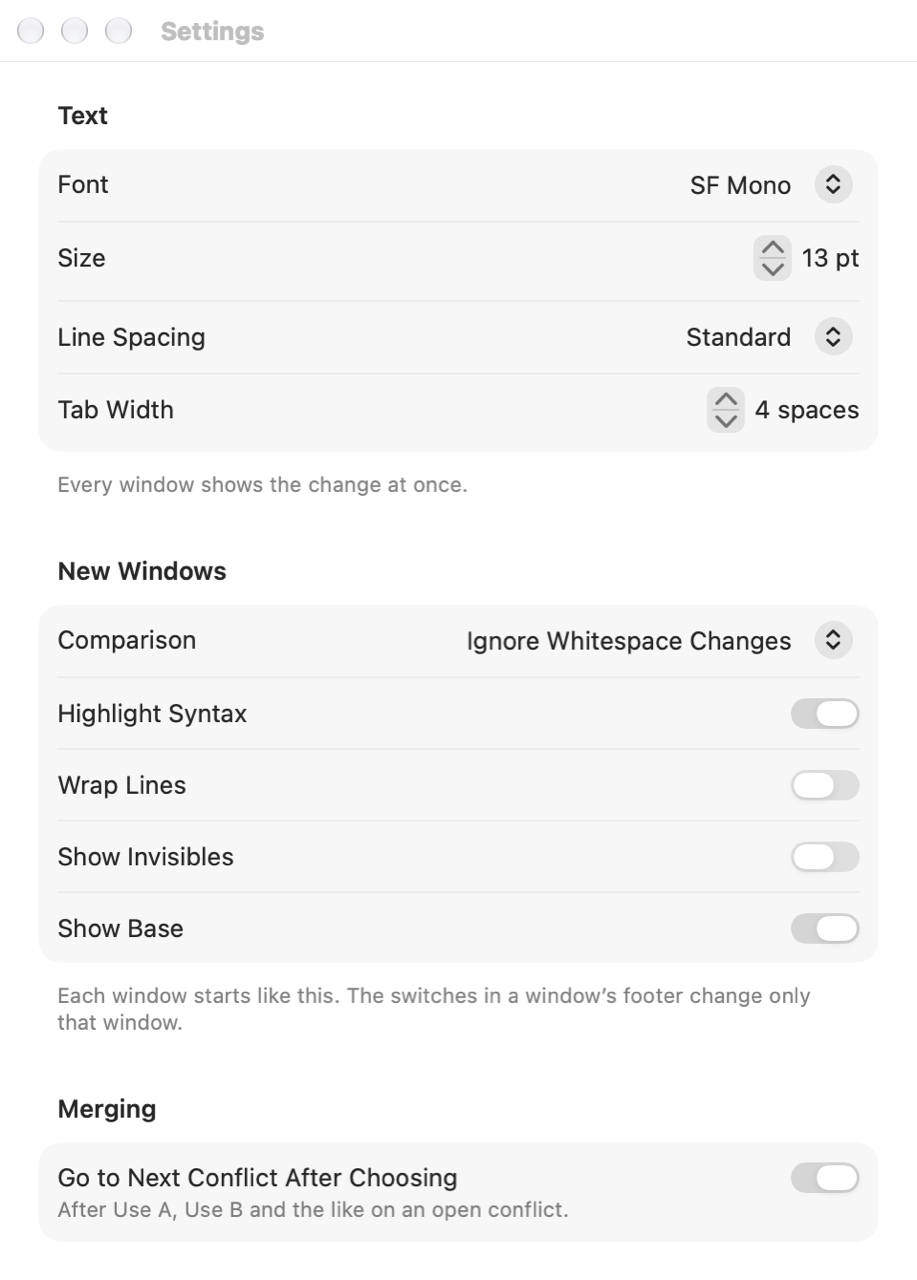 Settings
Text
Font
SF Mono
Size
13 pt
Line Spacing
Standard
Tab Width
4 spaces
Every window shows the change at once.
New Windows
Comparison
Ignore Whitespace Changes
Highlight Syntax
Wrap Lines
Show Invisibles
Show Base
Each window starts like this. The switches in a window’s footer change only
that window.
Merging
Go to Next Conflict After Choosing
After Use A, Use B and the like on an open conflict.